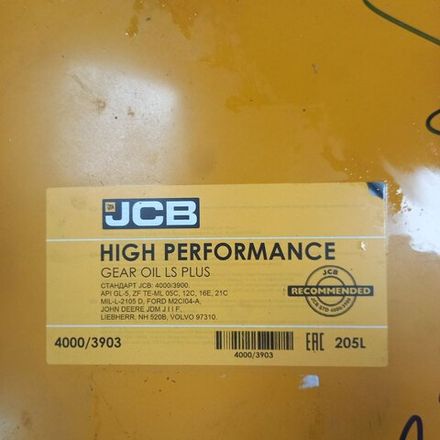 JCB
HIGH PERFORMANCE
GEAR OIL LS PLUS
СТАНДАРТ JCB: 4000/3900.
API GL-5, ZF TE-ML 05C, 12C, 16E, 21C
MIL-L-2105 D, FORD M2CI04-A,
JOHN DEERE JDM J I I F,
LIEBHERR, NH 520B, VOLVO 97310.
JCB
RECOMMENDED
4000/3903
4000/3903
EAC
205L